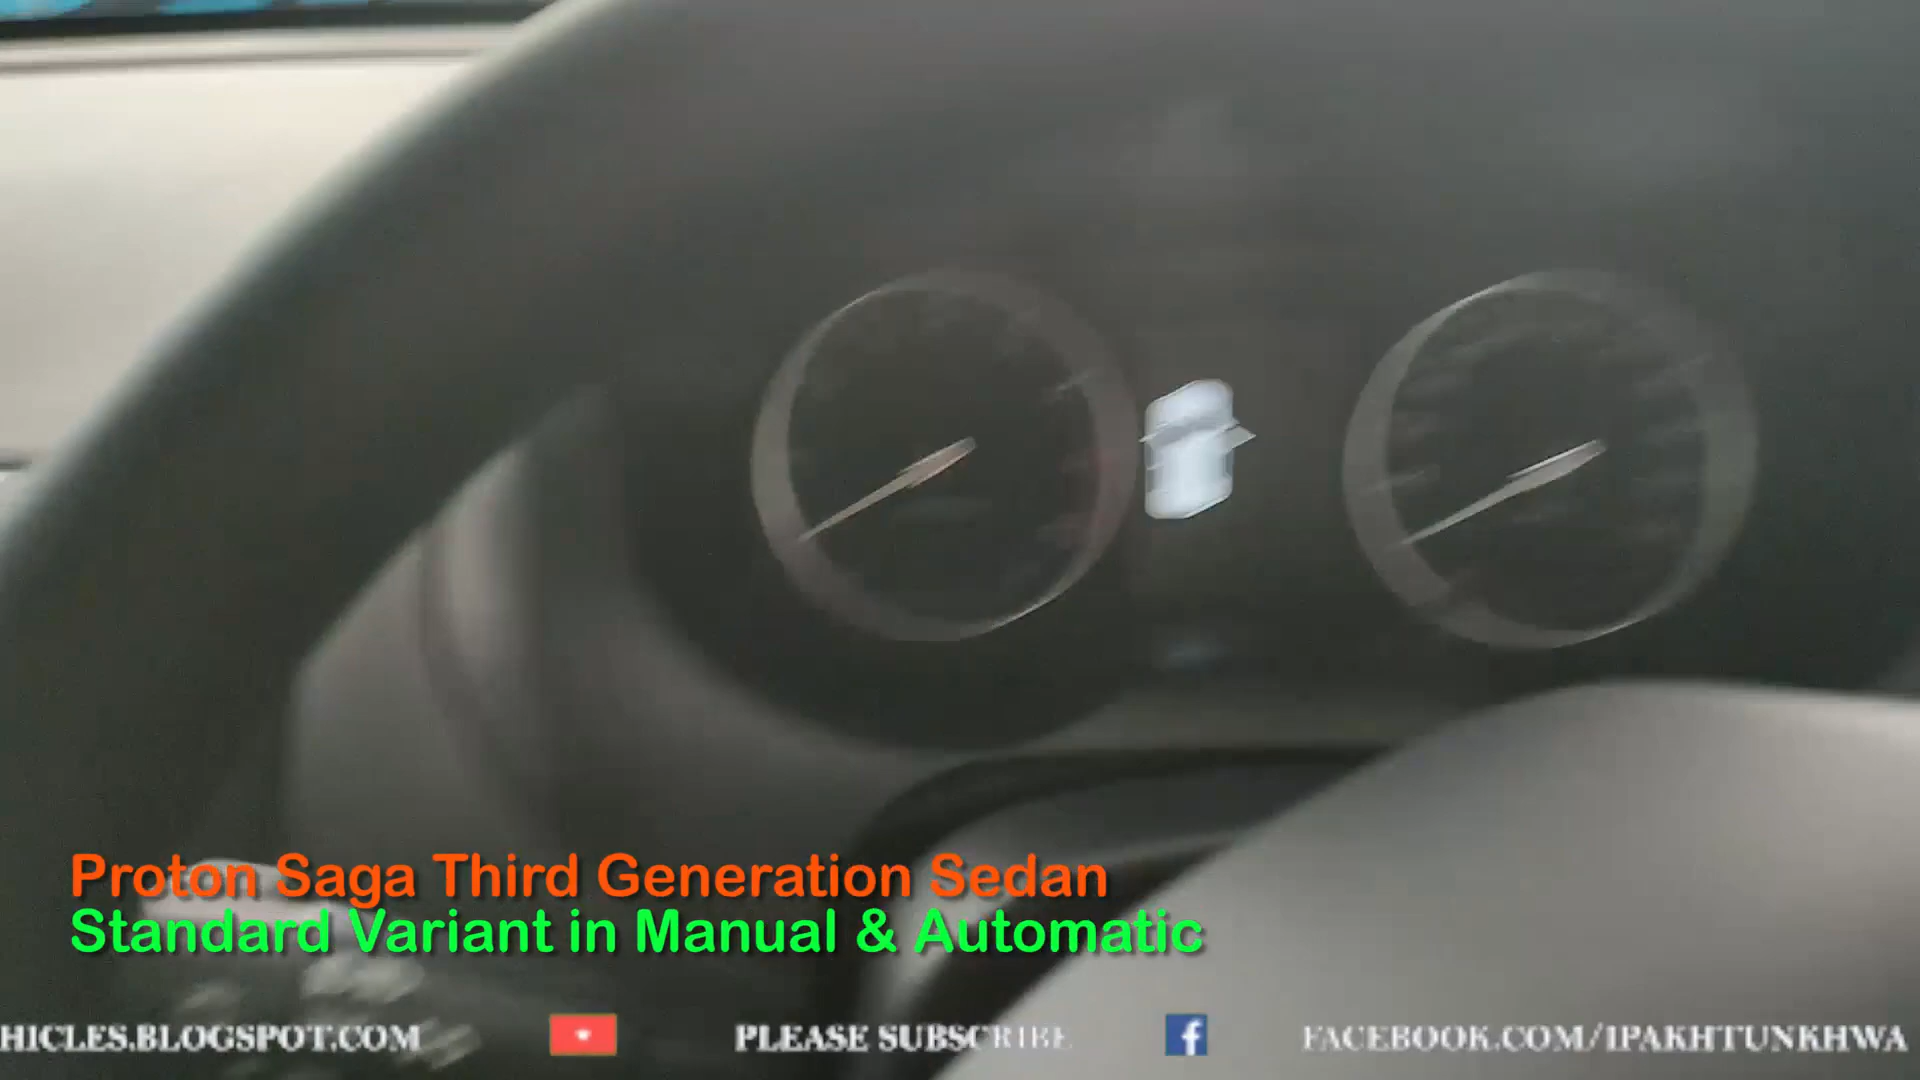 Proton Saga Third Generation Sedan
Standard Variant in Manual & Automatic
HICLES.BLOGSPOT.COM
PLEASE SUBSCRIBE
FACEBOOK.COM/IPAKHTUNKHWA